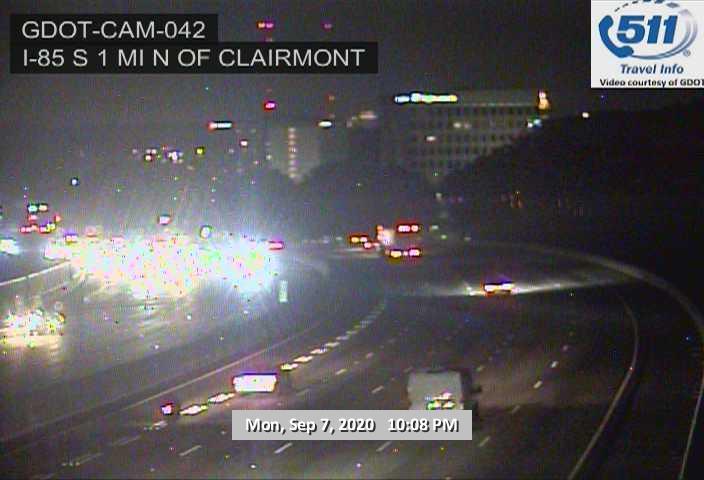 GDOT-CAM-042
I-85 S 1 MI N OF CLAIRMONT
511
Travel Info
Video courtesy of GDOT
Mon, Sep 7, 2020 10:08 PM